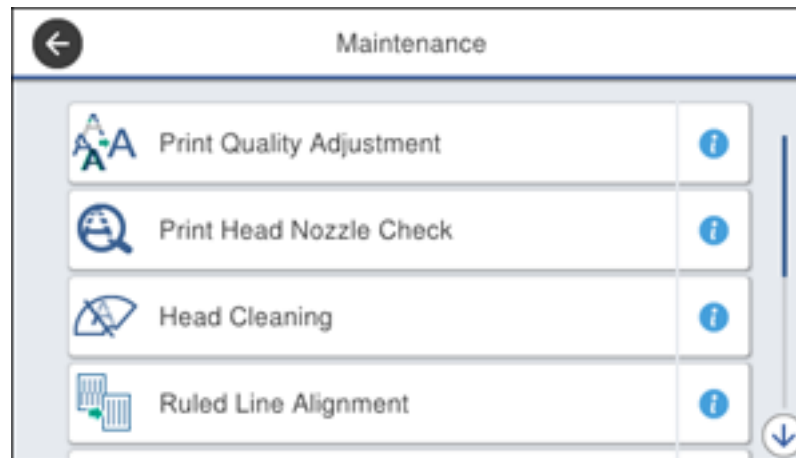 Maintenance
Print Quality Adjustment
Print Head Nozzle Check
Head Cleaning
Ruled Line Alignment